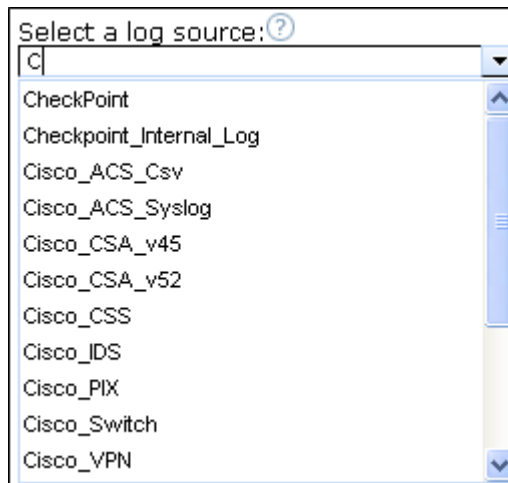 Select a log source:?
C
CheckPoint
Checkpoint_Internal_Log
Cisco_ACS_Csv
Cisco_ACS_Syslog
Cisco_CSA_v45
Cisco_CSA_v52
Cisco_CSS
Cisco_IDS
Cisco_PIX
Cisco_Switch
Cisco_VPN